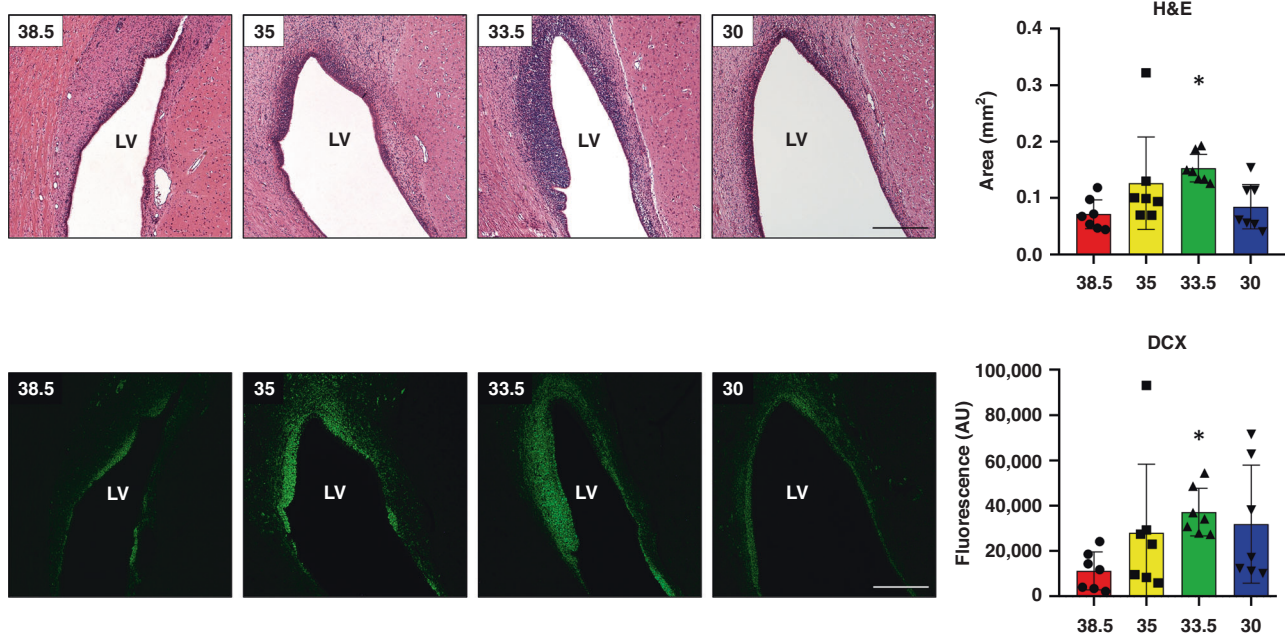 38.5
LV
35
LV
33.5
LV
30
LV
H&E
Area (mm²)
0.4
0.3
0.2
0.1
0.0
*
38.5 35 33.5 30
38.5
LV
35
LV
33.5
LV
30
LV
DCX
Fluorescence (AU)
100,000
80,000
60,000
40,000
20,000
0
*
38.5 35 33.5 30